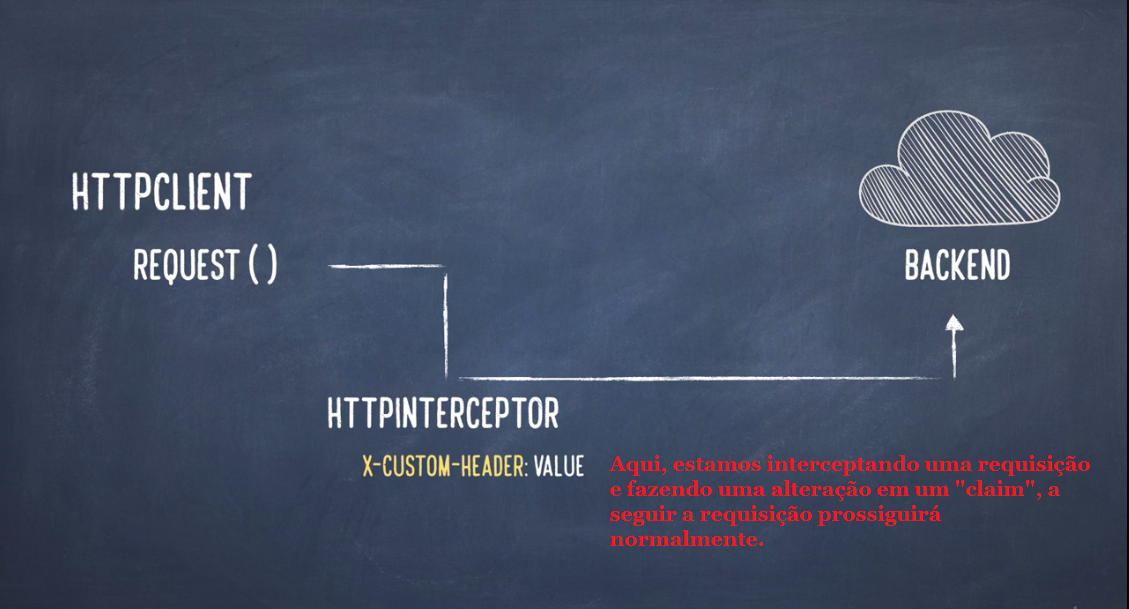 HTTPCLIENT
REQUEST ( )
BACKEND
HTTPINTERCEPTOR
X-CUSTOM-HEADER: VALUE
Aqui, estamos interceptando uma requisição
e fazendo uma alteração em um "claim", a
seguir a requisição prossiguirá
normalmente.